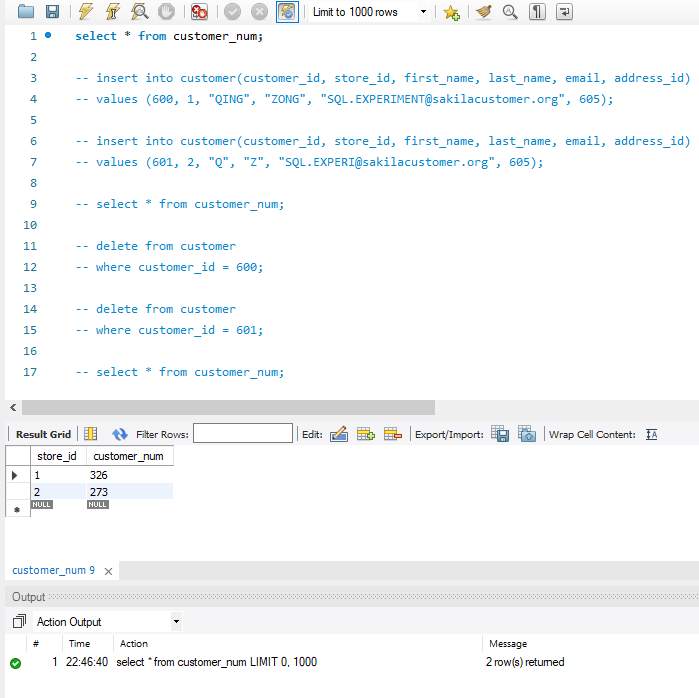 Limit to 1000 rows
1 select * from customer_num;
2
3 -- insert into customer(customer_id, store_id, first_name, last_name, email, address_id)
4 -- values (600, 1, "QING", "ZONG", "SQL.EXPERIMENT@sakilacustomer.org", 605);
5
6 -- insert into customer(customer_id, store_id, first_name, last_name, email, address_id)
7 -- values (601, 2, "Q", "Z", "SQL.EXPERI@sakilacustomer.org", 605);
8
9 -- select * from customer_num;
10
11 -- delete from customer
12 -- where customer_id = 600;
13
14 -- delete from customer
15 -- where customer_id = 601;
16
17 -- select * from customer_num;
Result Grid Filter Rows: Edit: Export/Import: Wrap Cell Content:
store_id customer_num
1 326
2 273
NULL NULL
customer_num 9
Output
Action Output
# Time Action Message
1 22:46:40 select * from customer_num LIMIT 0, 1000 2 row(s) returned